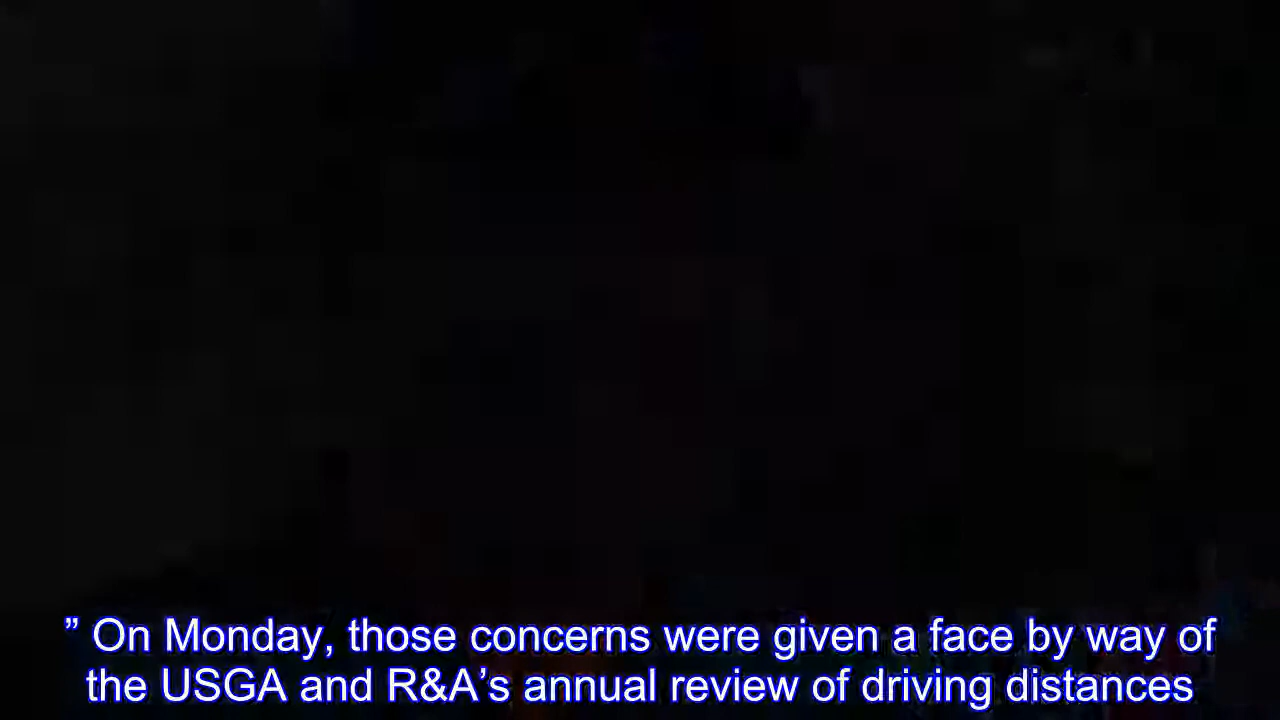 ” On Monday, those concerns were given a face by way of
the USGA and R&A’s annual review of driving distances